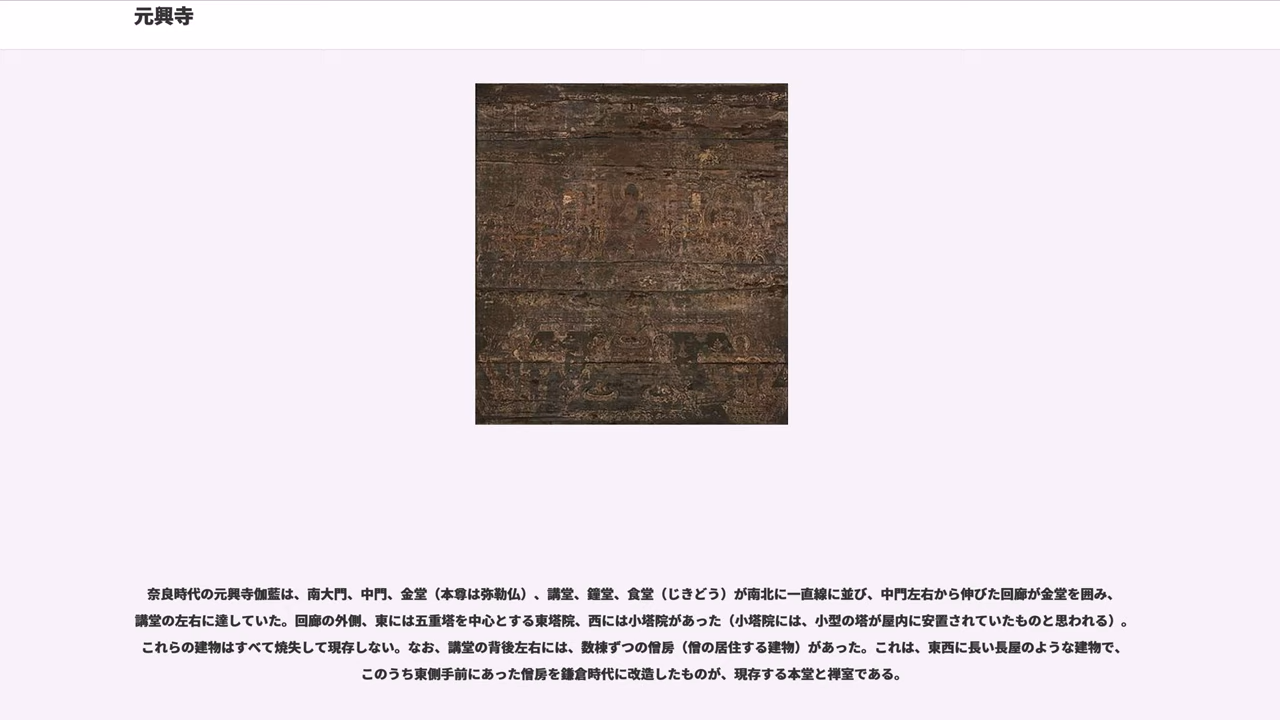 元興寺
奈良時代の元興寺伽藍は、南大門、中門、金堂（本尊は弥勒仏）、講堂、鐘堂、食堂（じきどう）が南北に一直線に並び、中門左右から伸びた回廊が金堂を囲み、
講堂の左右に達していた。回廊の外側、東には五重塔を中心とする東塔院、西には小塔院があった（小塔院には、小型の塔が屋内に安置されていたものと思われる）。
これらの建物はすべて焼失して現存しない。なお、講堂の背後左右には、数棟ずつの僧房（僧の居住する建物）があった。これは、東西に長い長屋のような建物で、
このうち東側手前にあった僧房を鎌倉時代に改造したものが、現存する本堂と禅室である。